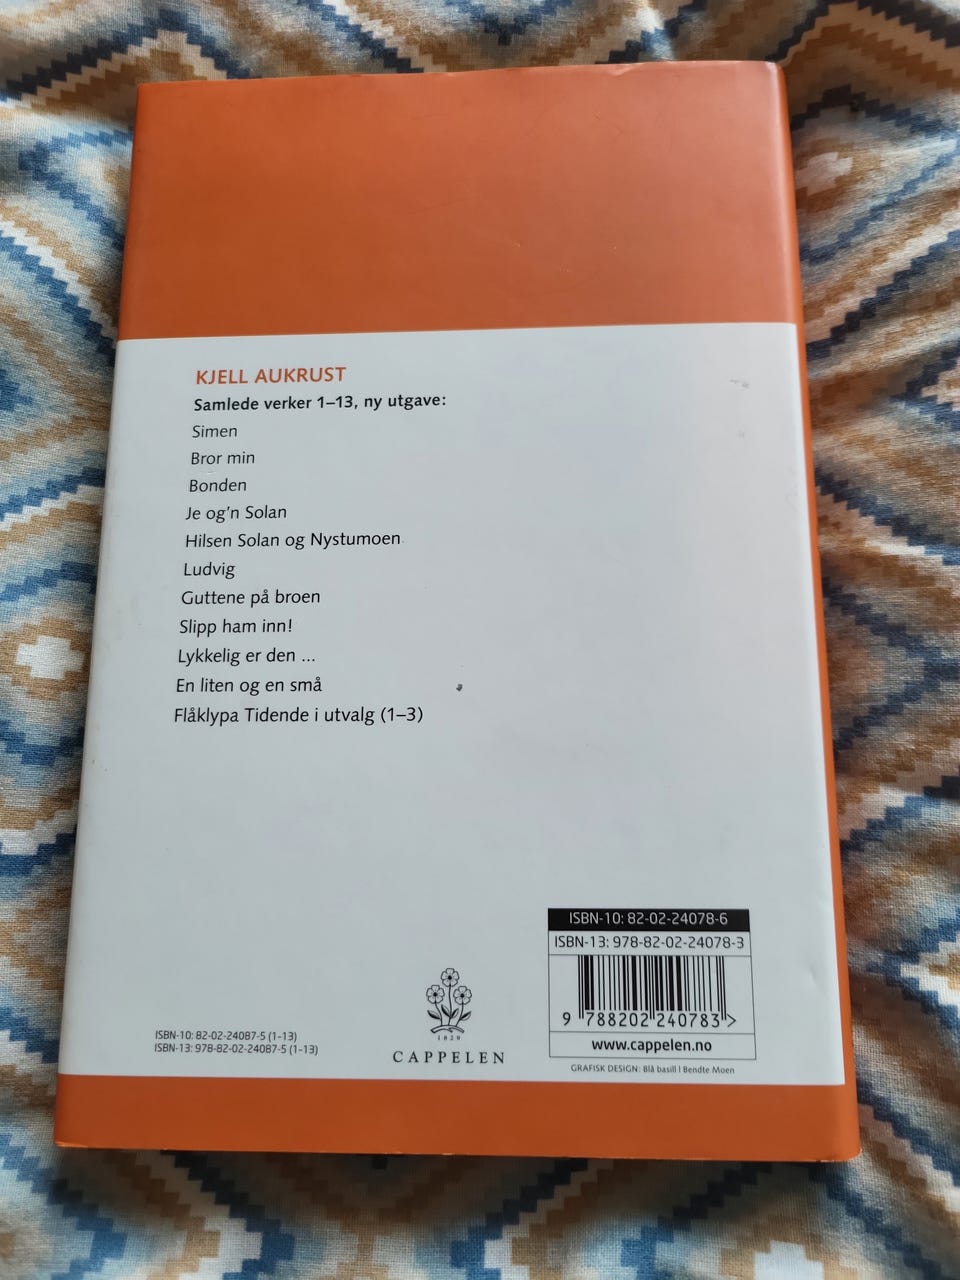 KJELL AUKRUST
Samlede verker 1–13, ny utgave:
Simen
Bror min
Bonden
Je og'n Solan
Hilsen Solan og Nystumoen
Ludvig
Guttene på broen
Slipp ham inn!
Lykkelig er den ...
En liten og en små
Flåklypa Tidende i utvalg (1–3)
ISBN-10: 82-02-24087-5 (1-13)
ISBN-13: 978-82-02-24087-5 (1-13)
1829
CAPPELEN
ISBN-10: 82-02-24078-6
ISBN-13: 978-82-02-24078-3
9 788202 240783 >
www.cappelen.no
GRAFISK DESIGN: Blå basill | Bendte Moen